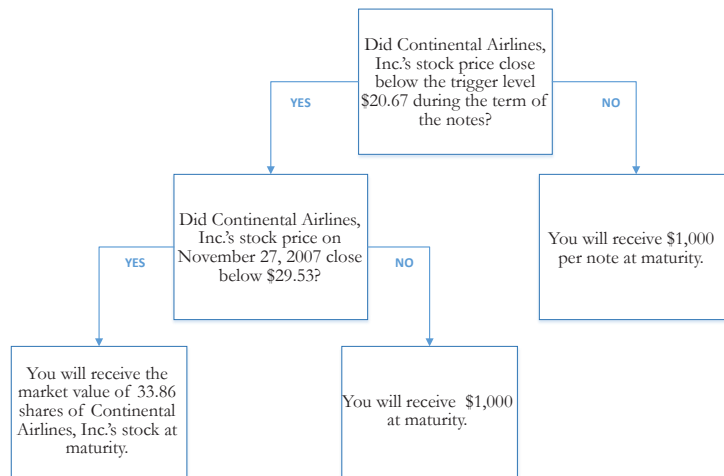 Did Continental Airlines,
Inc.'s stock price close
below the trigger level
$20.67 during the term of
the notes?
YES
NO
Did Continental Airlines,
Inc.'s stock price on
November 27, 2007 close
below $29.53?
You will receive $1,000
per note at maturity.
YES
NO
You will receive the
market value of 33.86
shares of Continental
Airlines, Inc.'s stock at
maturity.
You will receive $1,000
at maturity.